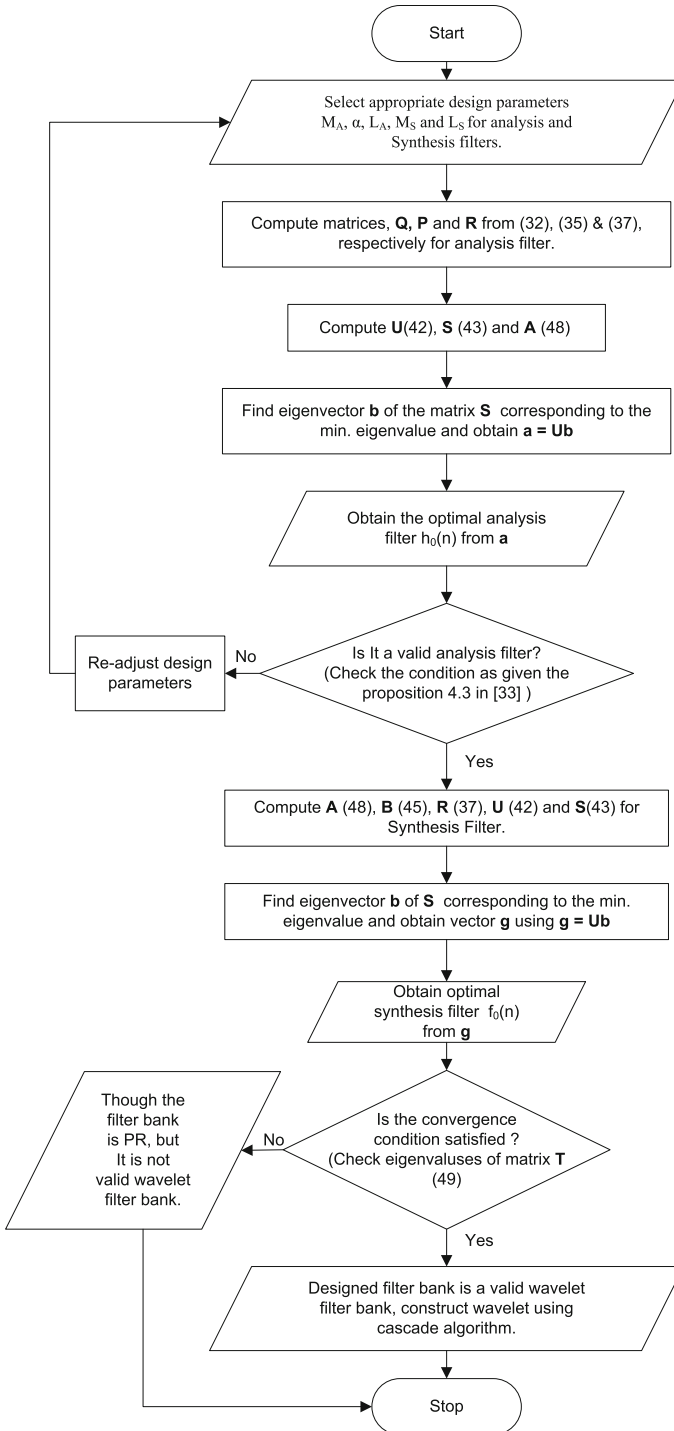 Start
Select appropriate design parameters
M_A, α, L_A, M_S and L_S for analysis and
Synthesis filters.
Compute matrices, Q, P and R from (32), (35) & (37),
respectively for analysis filter.
Compute U(42), S (43) and A (48)
Find eigenvector b of the matrix S corresponding to the
min. eigenvalue and obtain a = Ub
Obtain the optimal analysis
filter h₀(n) from a
Is It a valid analysis filter?
(Check the condition as given the
proposition 4.3 in [33] )
No
Re-adjust design
parameters
Yes
Compute A (48), B (45), R (37), U (42) and S(43) for
Synthesis Filter.
Find eigenvector b of S corresponding to the min.
eigenvalue and obtain vector g using g = Ub
Obtain optimal
synthesis filter f₀(n)
from g
Is the convergence
condition satisfied ?
(Check eigenvaluses of matrix T
(49)
No
Though the
filter bank
is PR, but
It is not
valid wavelet
filter bank.
Yes
Designed filter bank is a valid wavelet
filter bank, construct wavelet using
cascade algorithm.
Stop